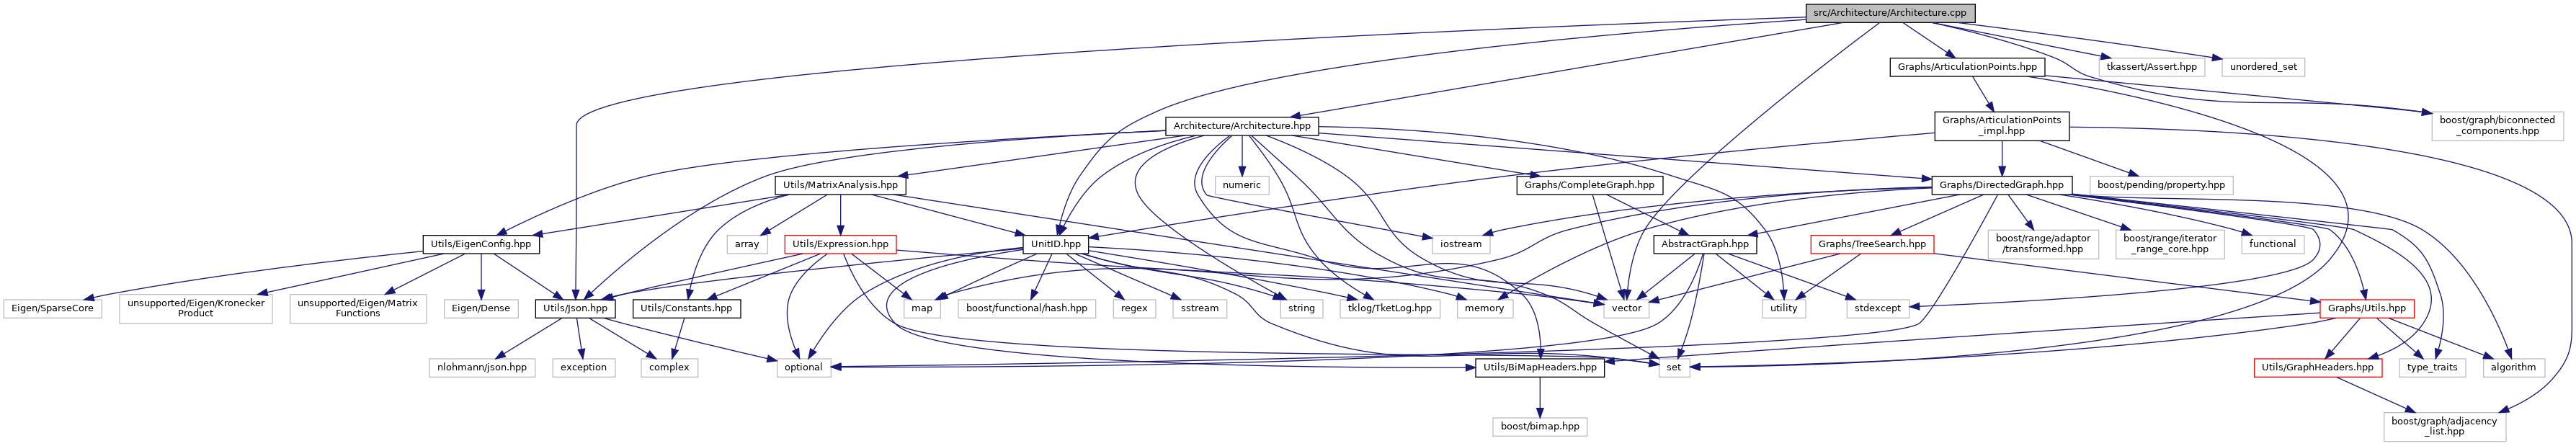 src/Architecture/Architecture.cpp
Graphs/ArticulationPoints.hpp
tkassert/Assert.hpp
unordered_set
Architecture/Architecture.hpp
Graphs/ArticulationPoints
_impl.hpp
boost/graph/biconnected
_components.hpp
Utils/MatrixAnalysis.hpp
numeric
Graphs/CompleteGraph.hpp
Graphs/DirectedGraph.hpp
boost/pending/property.hpp
Utils/EigenConfig.hpp
array
Utils/Expression.hpp
UnitID.hpp
iostream
AbstractGraph.hpp
Graphs/TreeSearch.hpp
boost/range/adaptor
/transformed.hpp
boost/range/iterator
_range_core.hpp
functional
Eigen/SparseCore
unsupported/Eigen/Kronecker
Product
unsupported/Eigen/Matrix
Functions
Eigen/Dense
Utils/Json.hpp
Utils/Constants.hpp
map
boost/functional/hash.hpp
regex
sstream
string
tklog/TketLog.hpp
memory
vector
utility
stdexcept
Graphs/Utils.hpp
nlohmann/json.hpp
exception
complex
optional
Utils/BiMapHeaders.hpp
set
Utils/GraphHeaders.hpp
type_traits
algorithm
boost/bimap.hpp
boost/graph/adjacency
_list.hpp